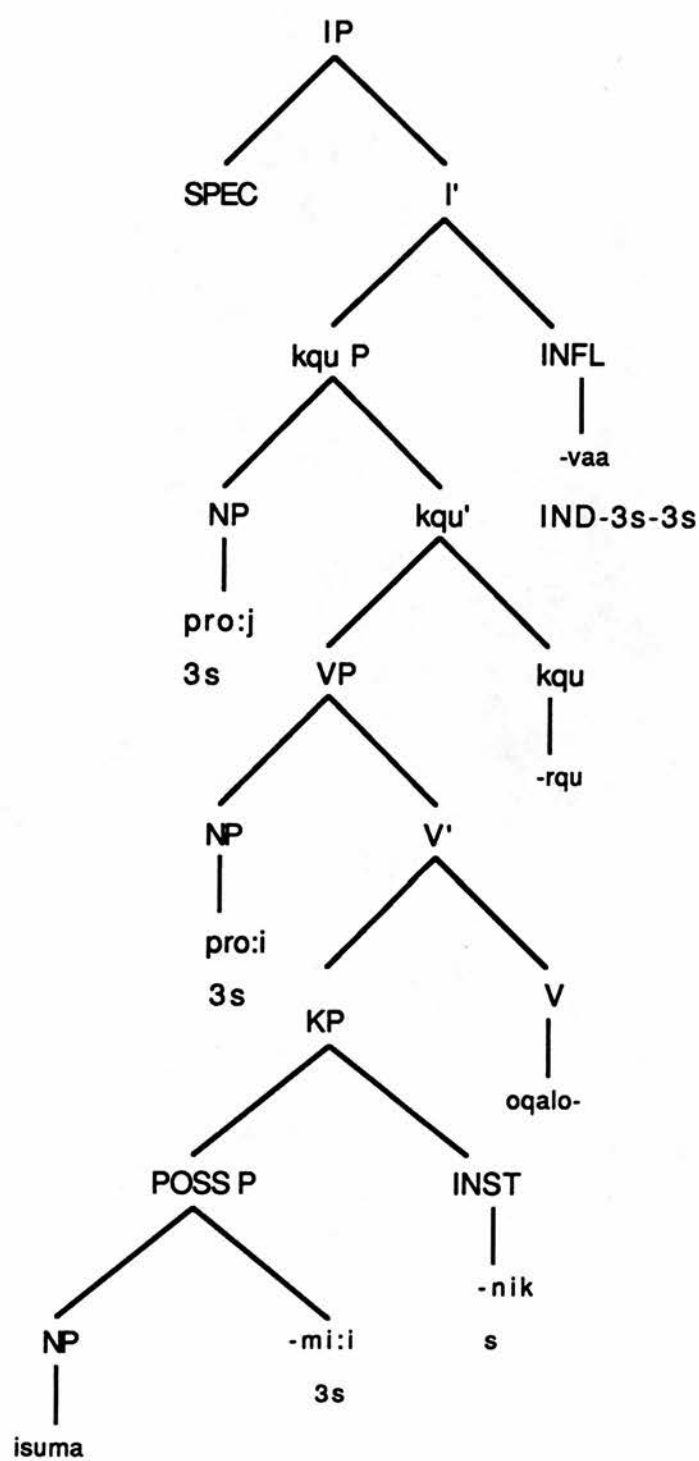 IP
SPEC I'
kqu P INFL
-vaa
NP kqu' IND-3s-3s
pro:j
3s VP kqu
-rqu
NP V'
pro:i
3s V
KP
oqalo-
POSS P INST
-nik
NP -mi:i s
3s
isuma